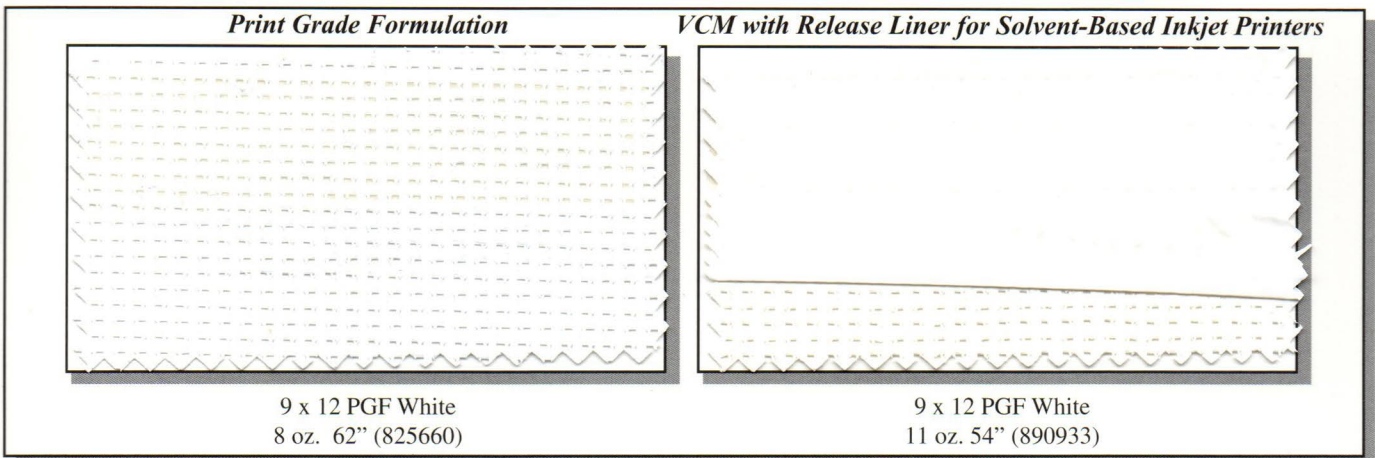 Print Grade Formulation
VCM with Release Liner for Solvent-Based Inkjet Printers
9 x 12 PGF White
8 oz. 62” (825660)
9 x 12 PGF White
11 oz. 54” (890933)